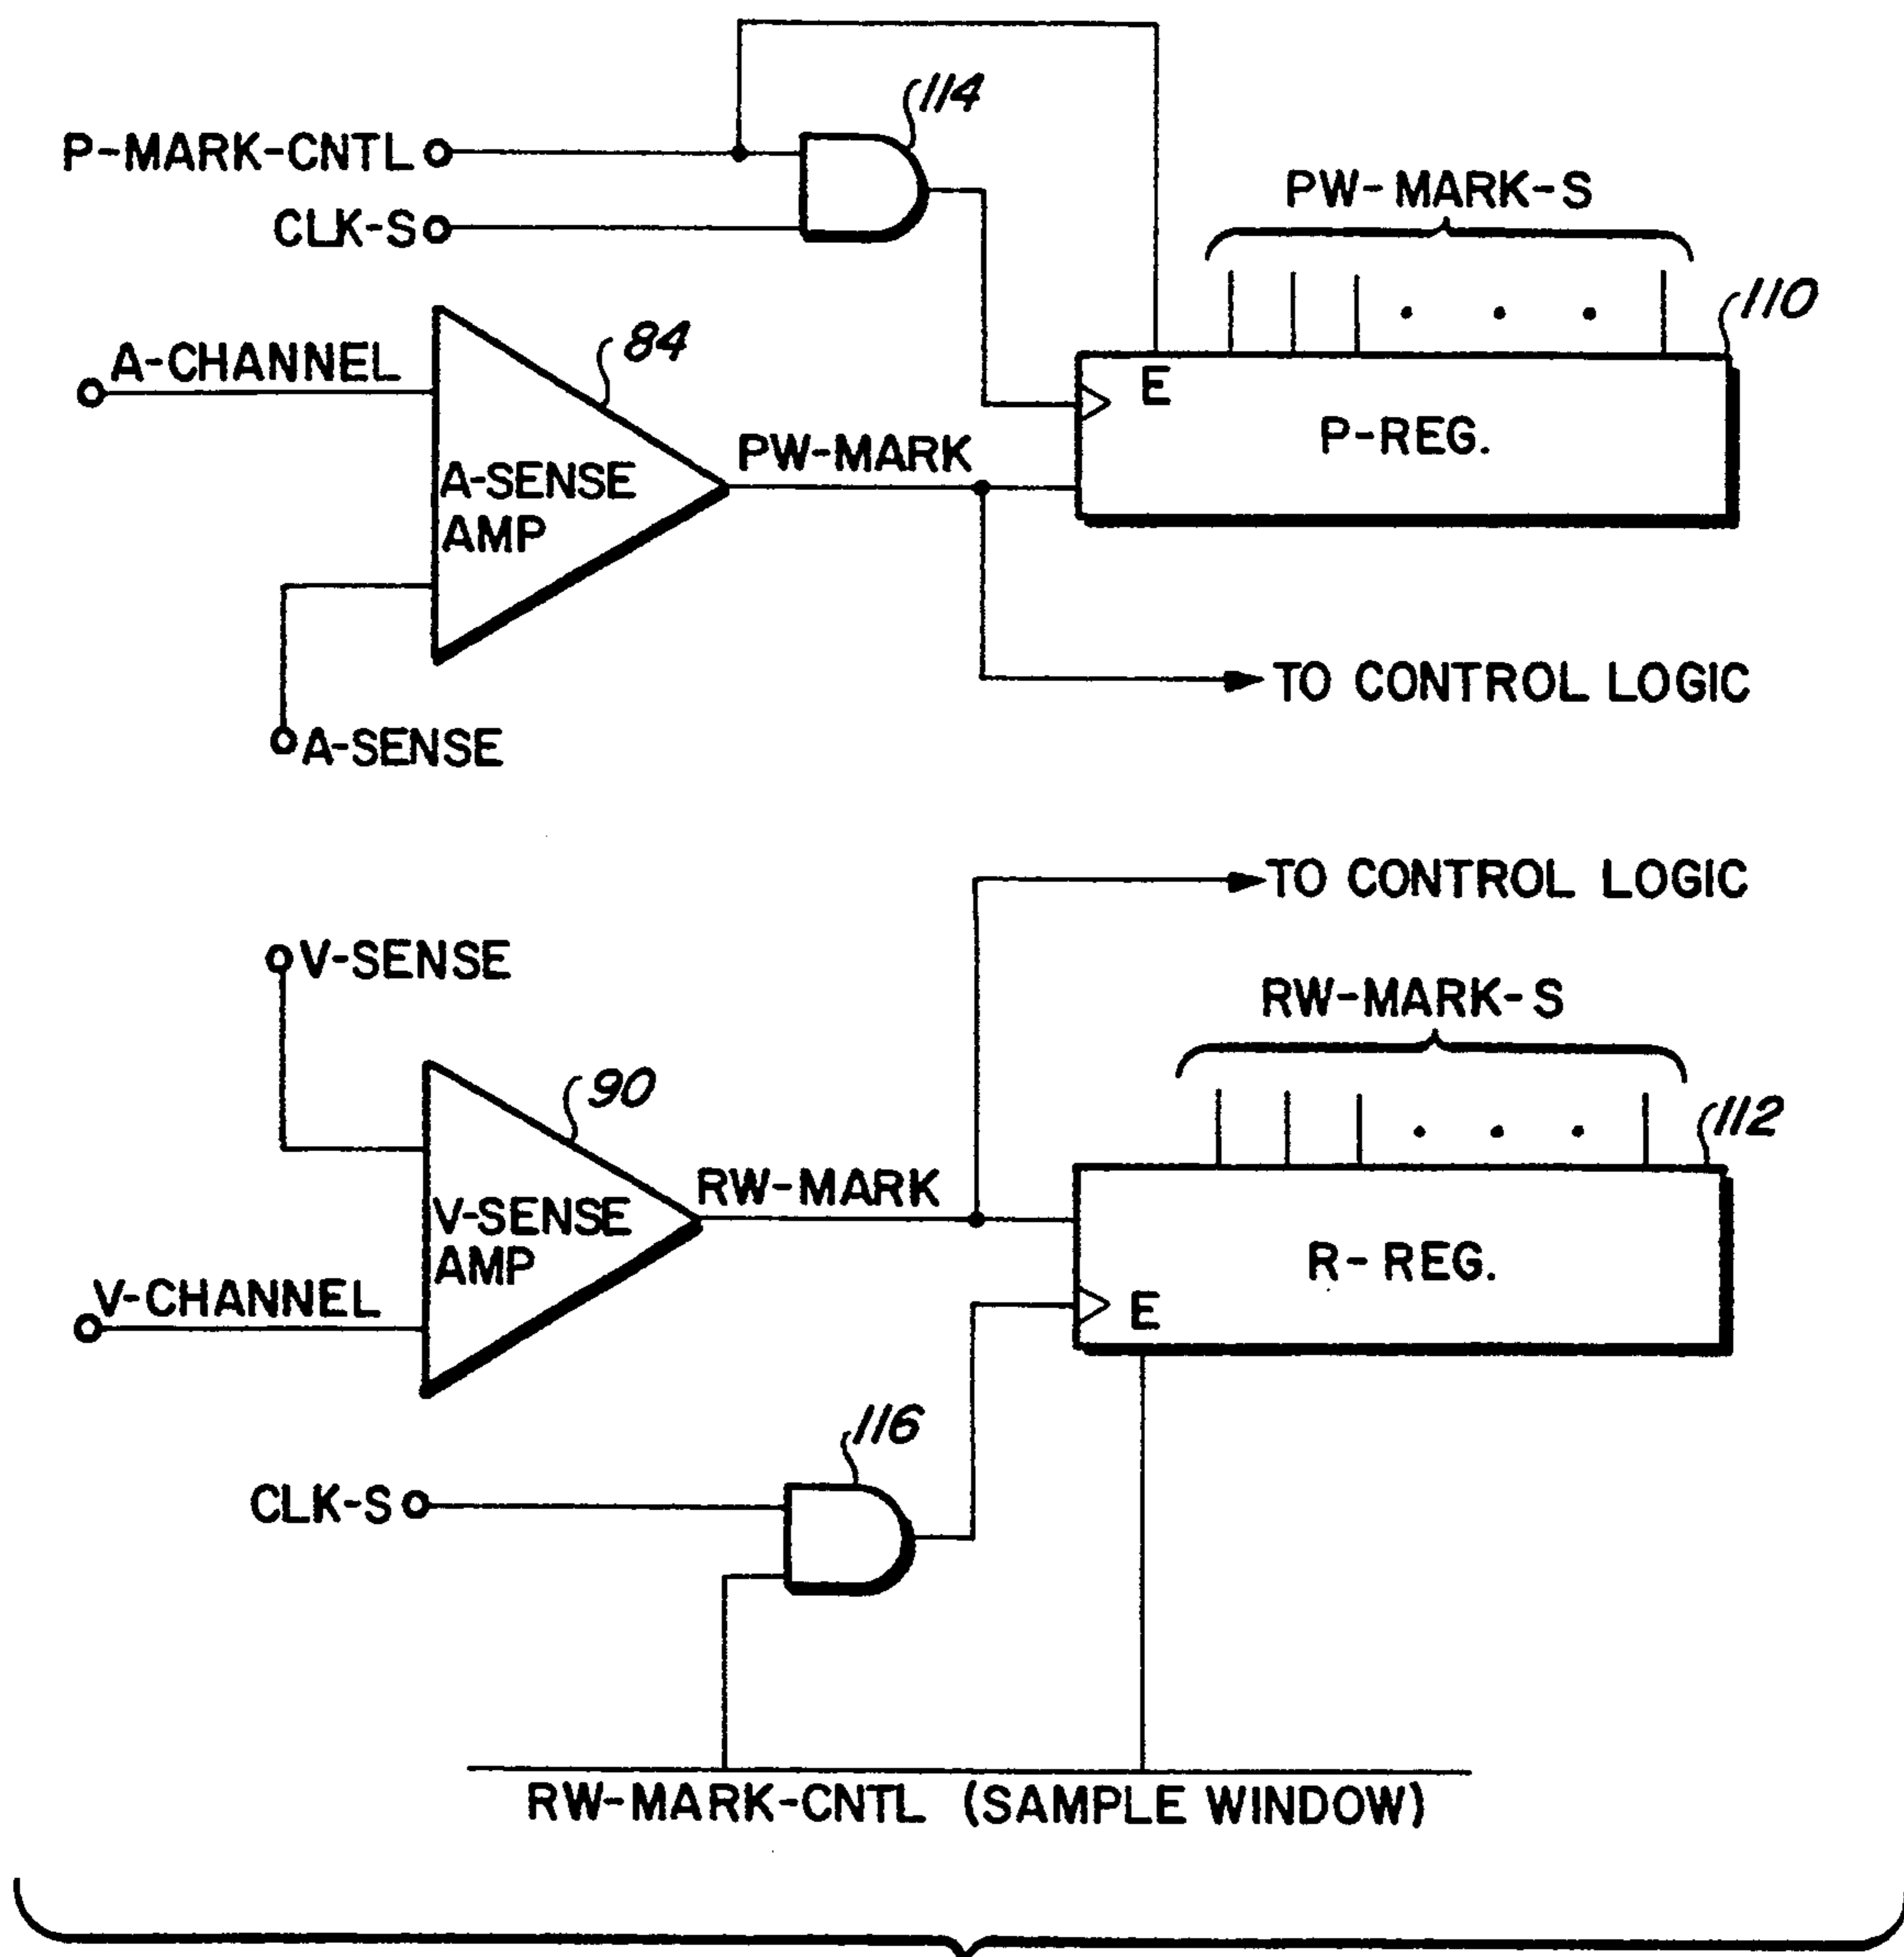 114
P-MARK-CNTL
PW-MARK-S
CLK-S
110
84
A-CHANNEL
E
P-REG.
PW-MARK
A-SENSE
AMP
TO CONTROL LOGIC
A-SENSE
TO CONTROL LOGIC
V-SENSE
RW-MARK-S
90
112
RW-MARK
V-SENSE
AMP
R-REG.
V-CHANNEL
E
116
CLK-S
RW-MARK-CNTL (SAMPLE WINDOW)